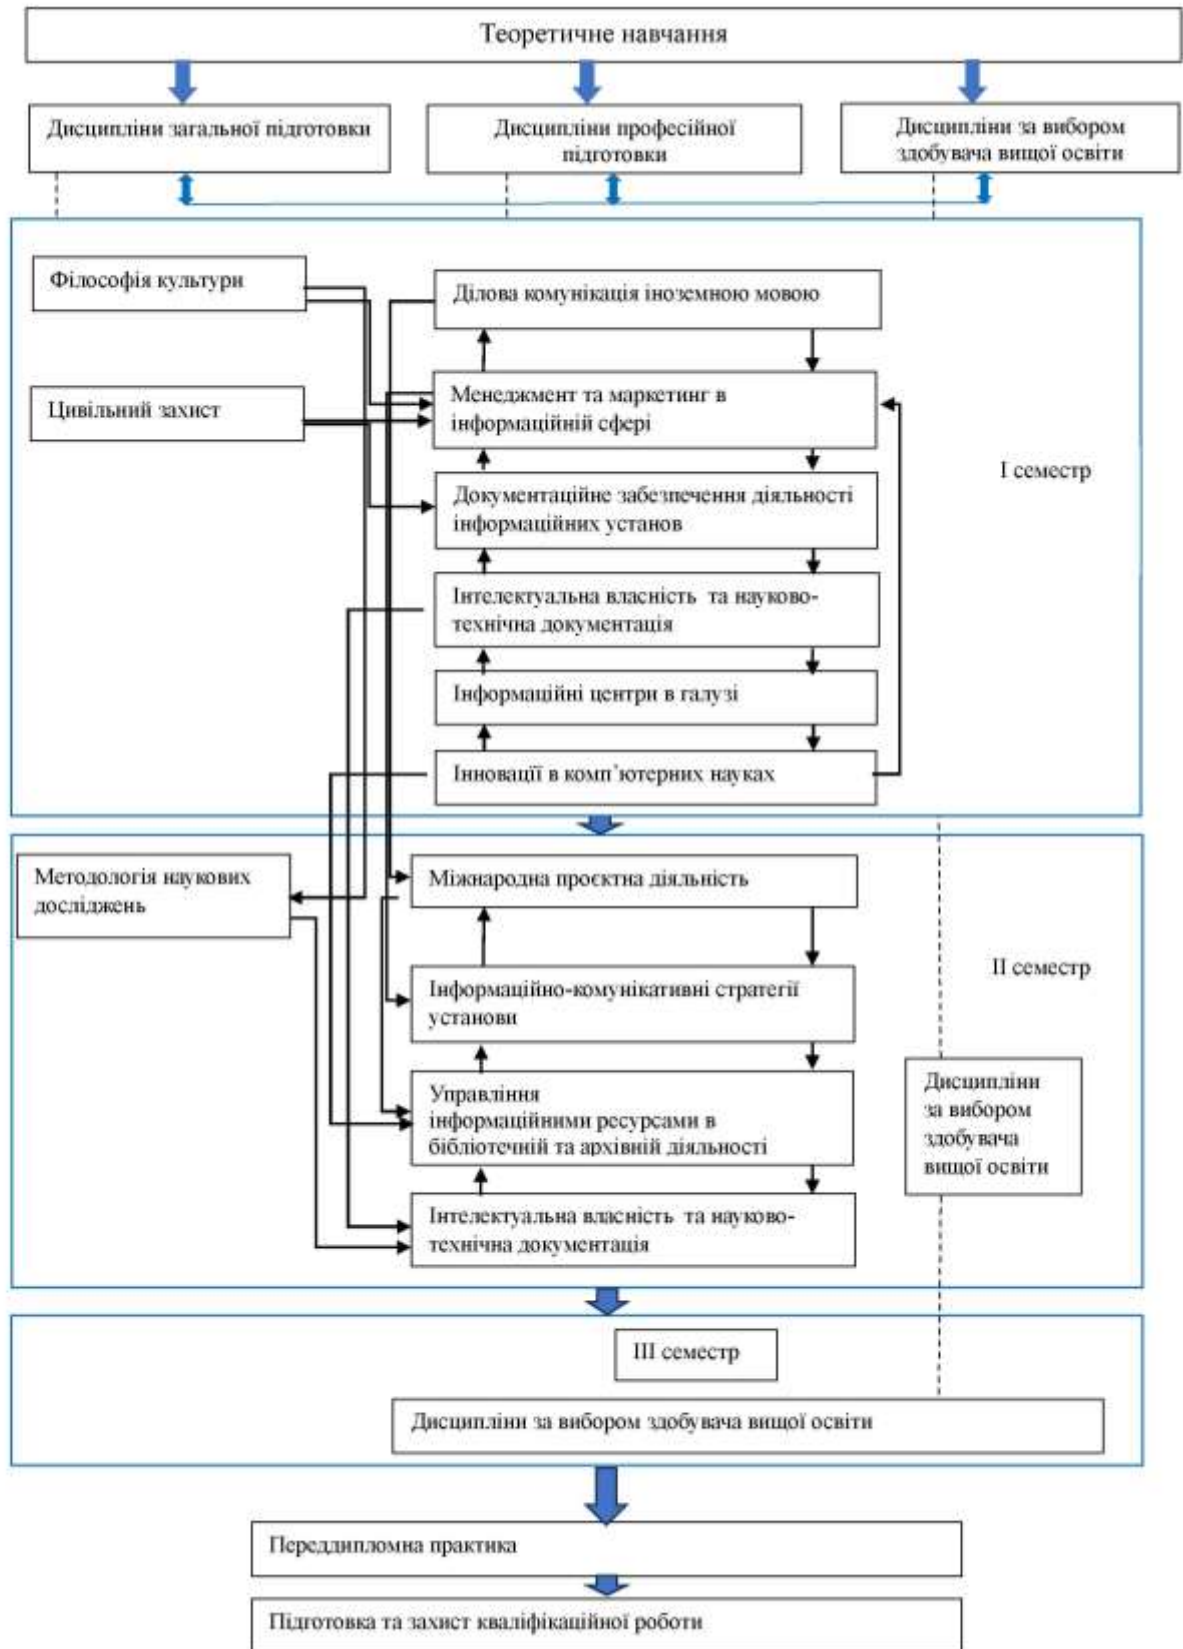 Теоретичне навчання
Дисципліни загальної підготовки
Дисципліни професійної
підготовки
Дисципліни за вибором
здобувача вищої освіти
Філософія культури
Ділова комунікація іноземною мовою
Цивільний захист
Менеджмент та маркетинг в
інформаційній сфері
І семестр
Документаційне забезпечення діяльності
інформаційних установ
Інтелектуальна власність та науково-
технічна документація
Інформаційні центри в галузі
Інновації в комп’ютерних науках
Методологія наукових
досліджень
Міжнародна проєктна діяльність
ІІ семестр
Інформаційно-комунікативні стратегії
установи
Управління
інформаційними ресурсами в
бібліотечній та архівній діяльності
Дисципліни
за вибором
здобувача
вищої освіти
Інтелектуальна власність та науково-
технічна документація
ІІІ семестр
Дисципліни за вибором здобувача вищої освіти
Переддипломна практика
Підготовка та захист кваліфікаційної роботи